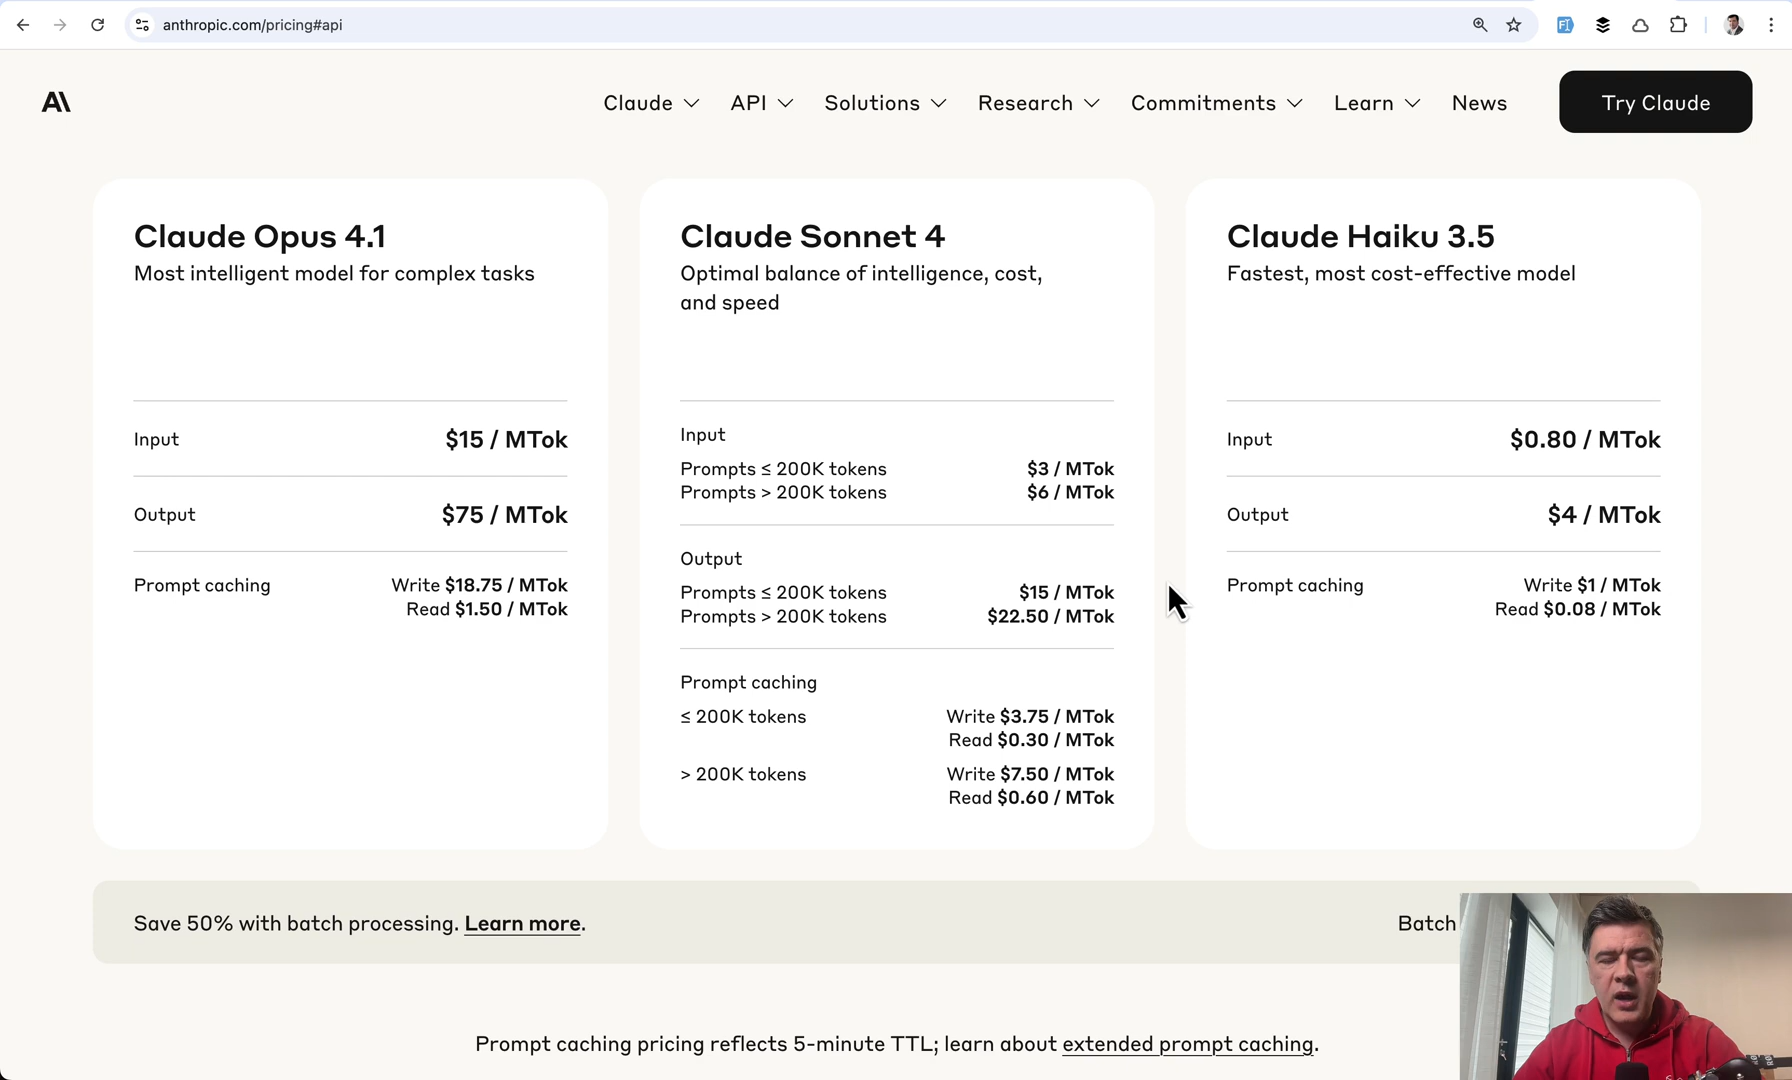 anthropic.com/pricing#api
A\
Claude
API
Solutions
Research
Commitments
Learn
News
Try Claude
Claude Opus 4.1
Most intelligent model for complex tasks
Input $15 / MTok
Output $75 / MTok
Prompt caching Write $18.75 / MTok
Read $1.50 / MTok
Claude Sonnet 4
Optimal balance of intelligence, cost,
and speed
Input
Prompts ≤ 200K tokens $3 / MTok
Prompts > 200K tokens $6 / MTok
Output
Prompts ≤ 200K tokens $15 / MTok
Prompts > 200K tokens $22.50 / MTok
Prompt caching
≤ 200K tokens Write $3.75 / MTok
Read $0.30 / MTok
> 200K tokens Write $7.50 / MTok
Read $0.60 / MTok
Claude Haiku 3.5
Fastest, most cost-effective model
Input $0.80 / MTok
Output $4 / MTok
Prompt caching Write $1 / MTok
Read $0.08 / MTok
Save 50% with batch processing. Learn more.
Batch
Prompt caching pricing reflects 5-minute TTL; learn about extended prompt caching.